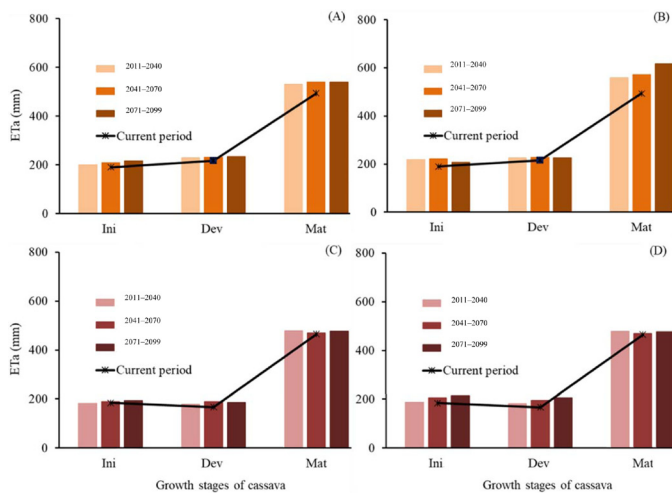 (A)
800
600
400
200
0
ETa (mm)
2011–2040
2041–2070
2071–2099
Current period
Ini Dev Mat
(B)
800
600
400
200
0
2011–2040
2041–2070
2071–2099
Current period
Ini Dev Mat
(C)
800
600
400
200
0
ETa (mm)
2011–2040
2041–2070
2071–2099
Current period
Ini Dev Mat
Growth stages of cassava
(D)
800
600
400
200
0
2011–2040
2041–2070
2071–2099
Current period
Ini Dev Mat
Growth stages of cassava